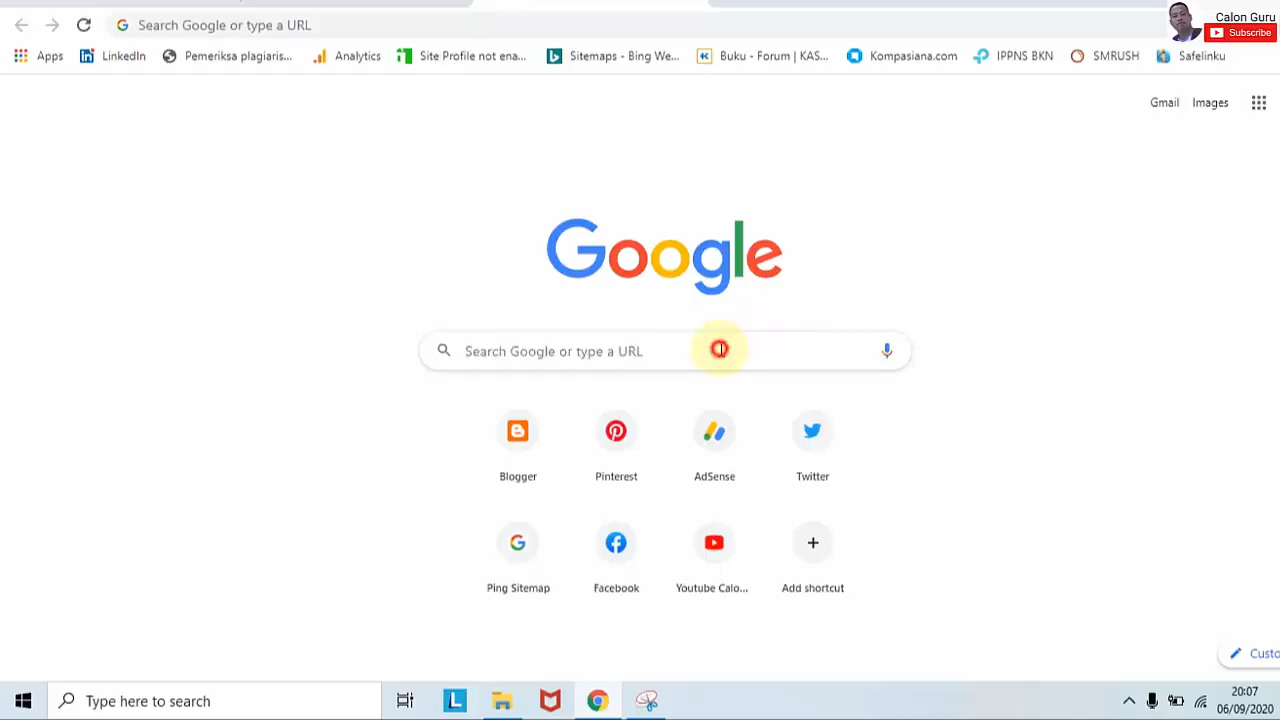 Search Google or type a URL
Calon Guru
Subscribe
Apps
LinkedIn
Pemeriksa plagiaris...
Analytics
Site Profile not ena...
Sitemaps - Bing We...
Buku - Forum | KAS...
Kompasiana.com
IPPNS BKN
SMRUSH
Safelinku
Gmail
Images
Google
Search Google or type a URL
Blogger
Pinterest
AdSense
Twitter
Ping Sitemap
Facebook
Youtube Calo...
Add shortcut
Custo
Type here to search
20:07
06/09/2020